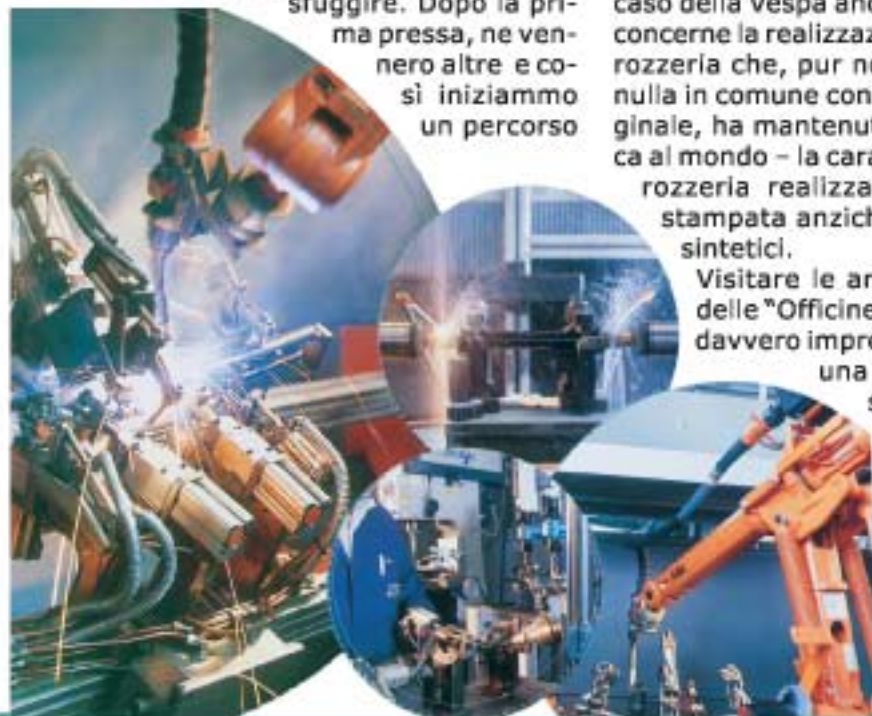 sfuggire. Dopo la pri-
ma pressa, ne ven-
nero altre e co-
sì iniziammo
un percorso
caso della Vespa anc
concerne la realizzaz
rozzeria che, pur n
nulla in comune con
ginale, ha mantenut
ca al mondo – la cara
rozzeria realizza
stampata anzich
sintetici.
Visitare le a
delle "Officine
davvero impre
una